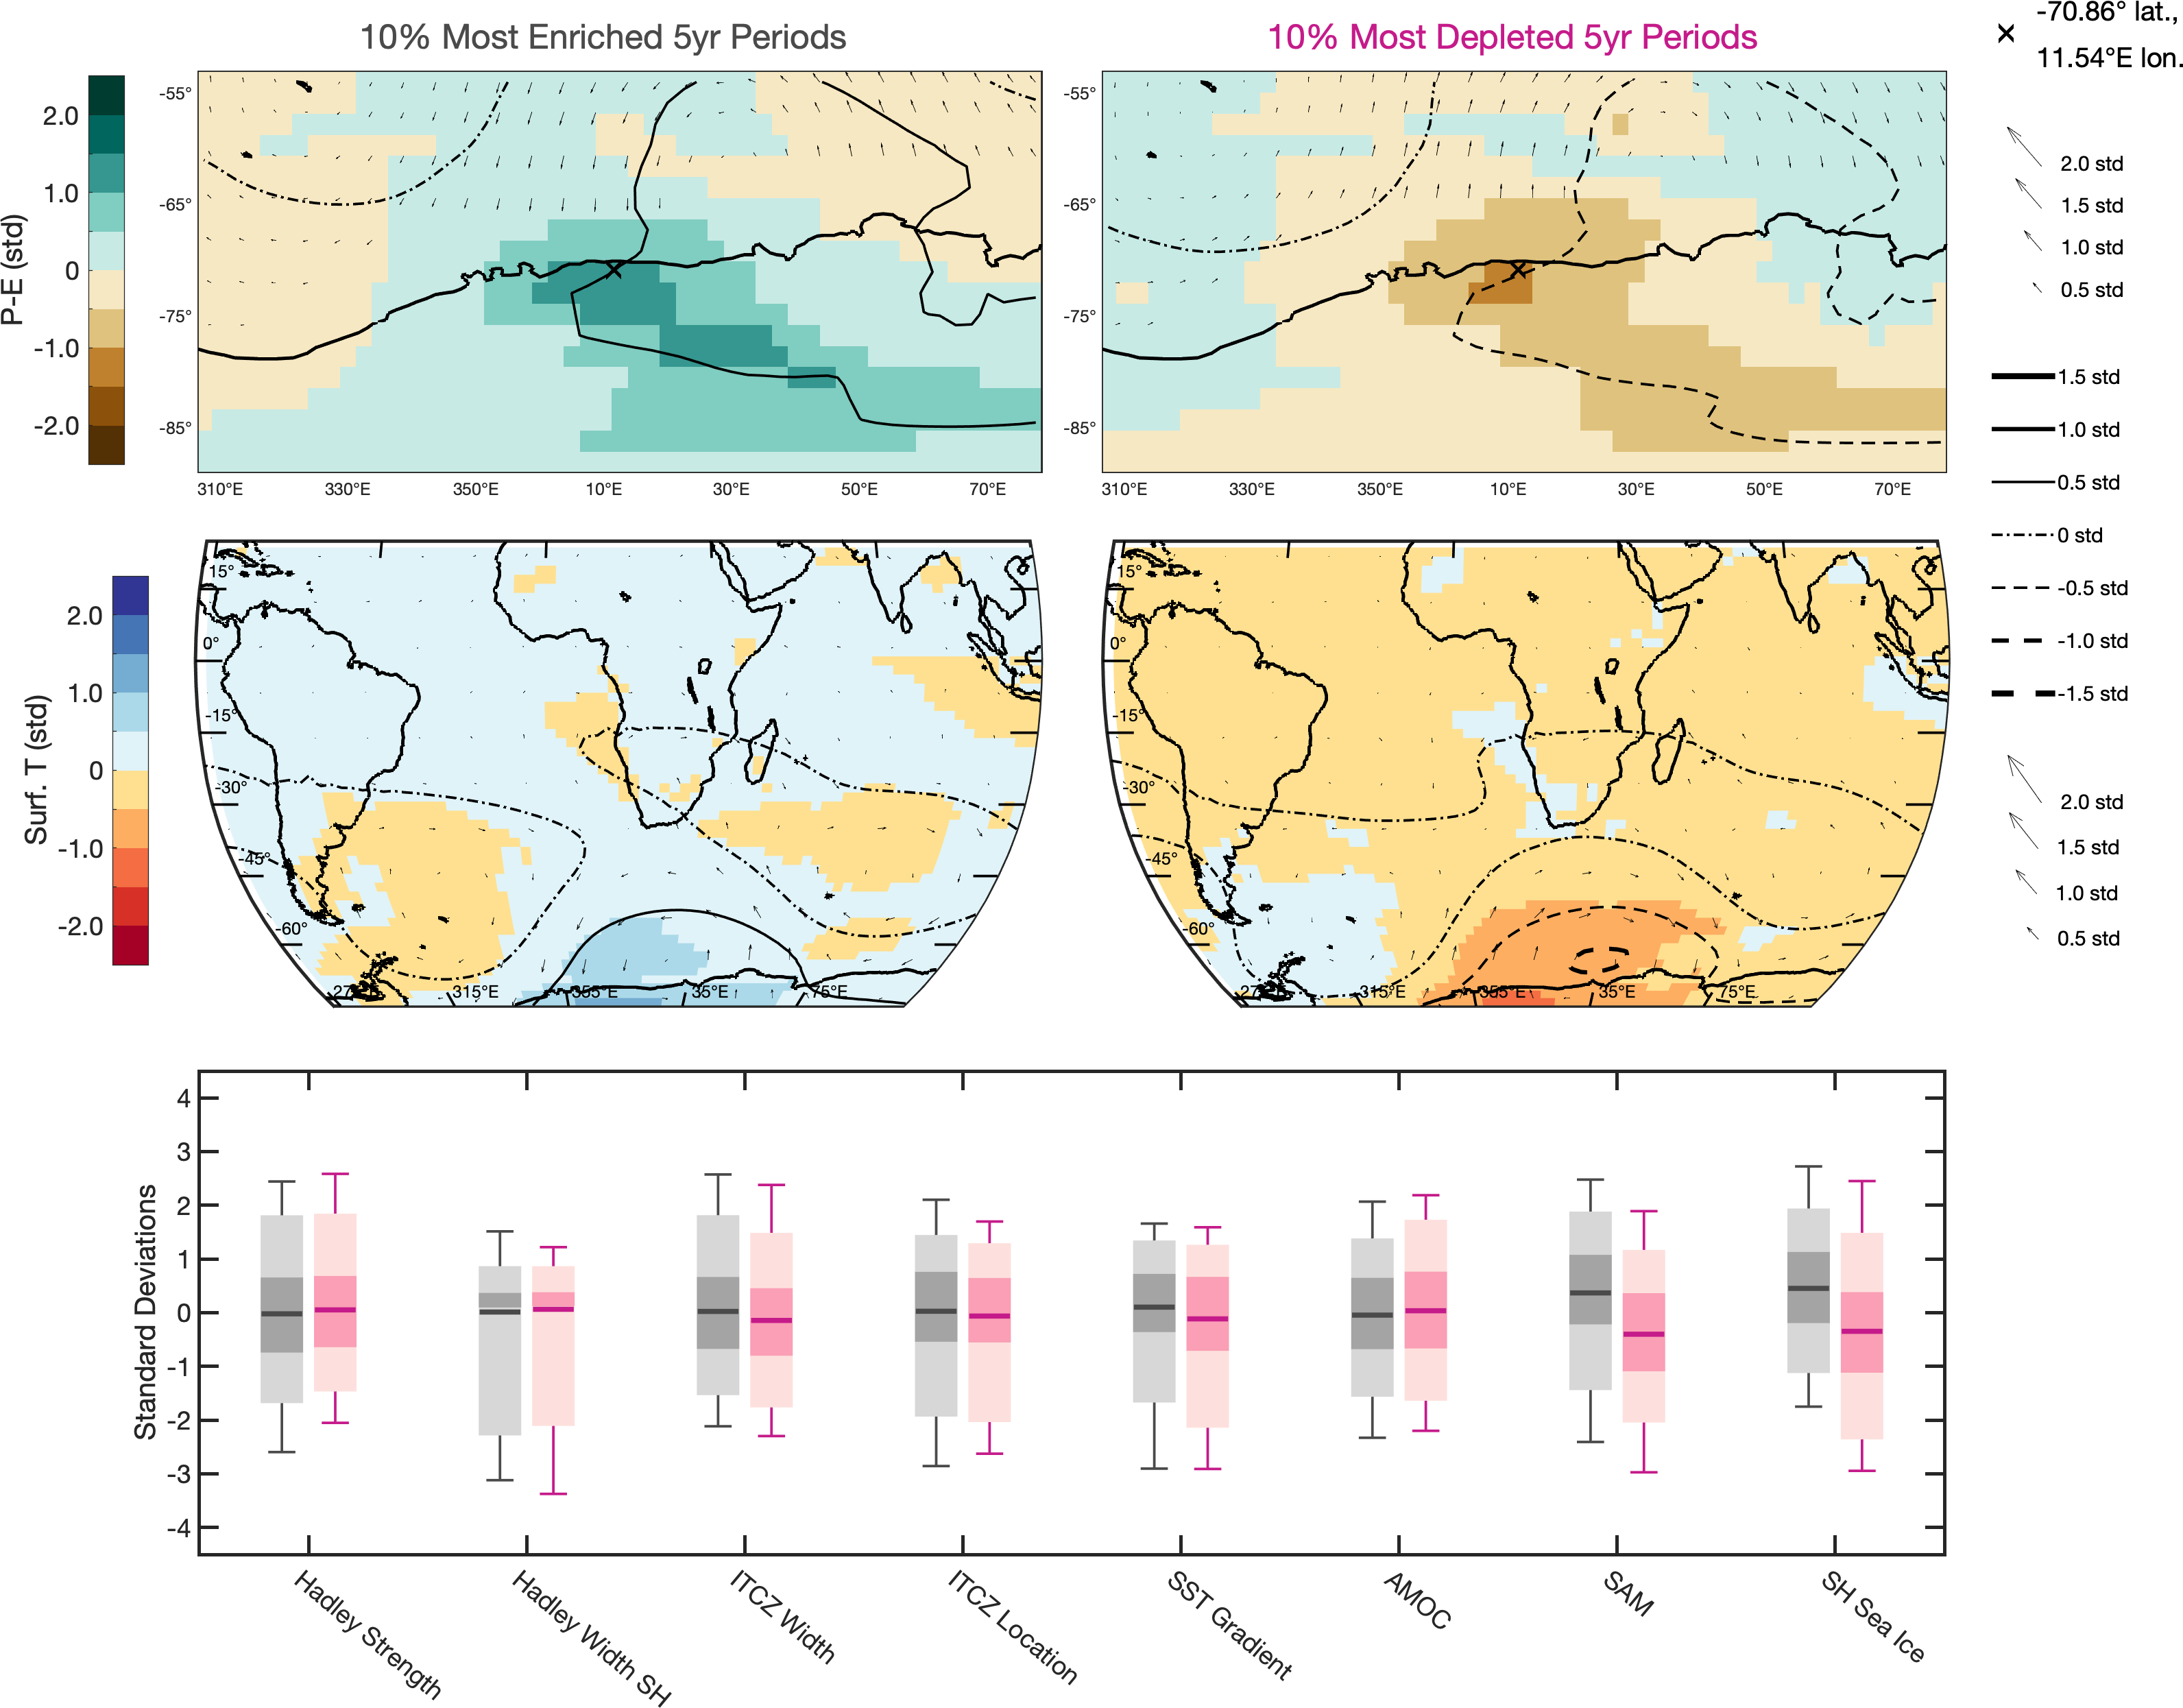 10% Most Enriched 5yr Periods
10% Most Depleted 5yr Periods
-70.86° lat.,
11.54°E lon.
P-E (std)
2.0
1.0
0
-1.0
-2.0
-55°
-65°
-75°
-85°
310°E 330°E 350°E 10°E 30°E 50°E 70°E
-55°
-65°
-75°
-85°
310°E 330°E 350°E 10°E 30°E 50°E 70°E
2.0 std
1.5 std
1.0 std
0.5 std
1.5 std
1.0 std
0.5 std
0 std
-0.5 std
-1.0 std
-1.5 std
2.0 std
1.5 std
1.0 std
0.5 std
Surf. T (std)
2.0
1.0
0
-1.0
-2.0
15°
0°
-15°
-30°
-45°
-60°
315°E 355°E 35°E 75°E
15°
0°
-15°
-30°
-45°
-60°
315°E 355°E 35°E 75°E
Standard Deviations
4
3
2
1
0
-1
-2
-3
-4
Hadley Strength
Hadley Width SH
ITCZ Width
ITCZ Location
SST Gradient
AMOC
SAM
SH Sea Ice